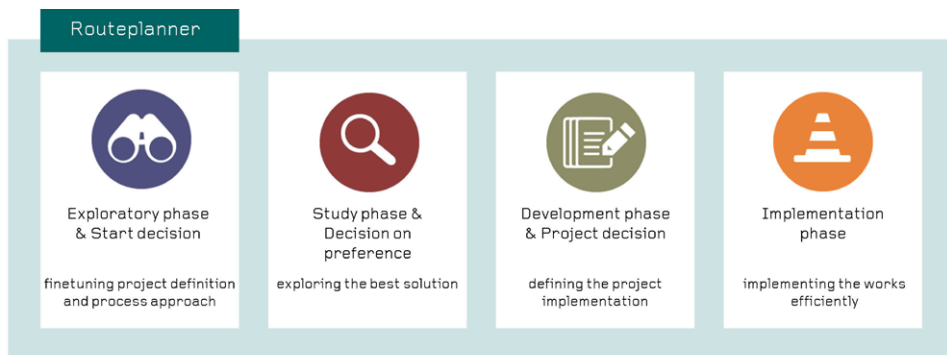 Routeplanner
Exploratory phase
& Start decision
finetuning project definition
and process approach
Study phase &
Decision on
preference
exploring the best solution
Development phase
& Project decision
defining the project
implementation
Implementation
phase
implementing the works
efficiently